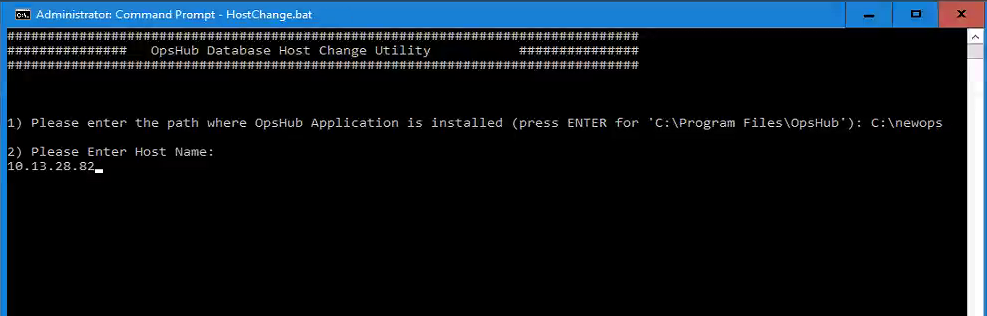 Administrator: Command Prompt - HostChange.bat
###############################################################################
############### OpsHub Database Host Change Utility ###############
###############################################################################
1) Please enter the path where OpsHub Application is installed (press ENTER for 'C:\Program Files\OpsHub'): C:\newops
2) Please Enter Host Name:
10.13.28.82